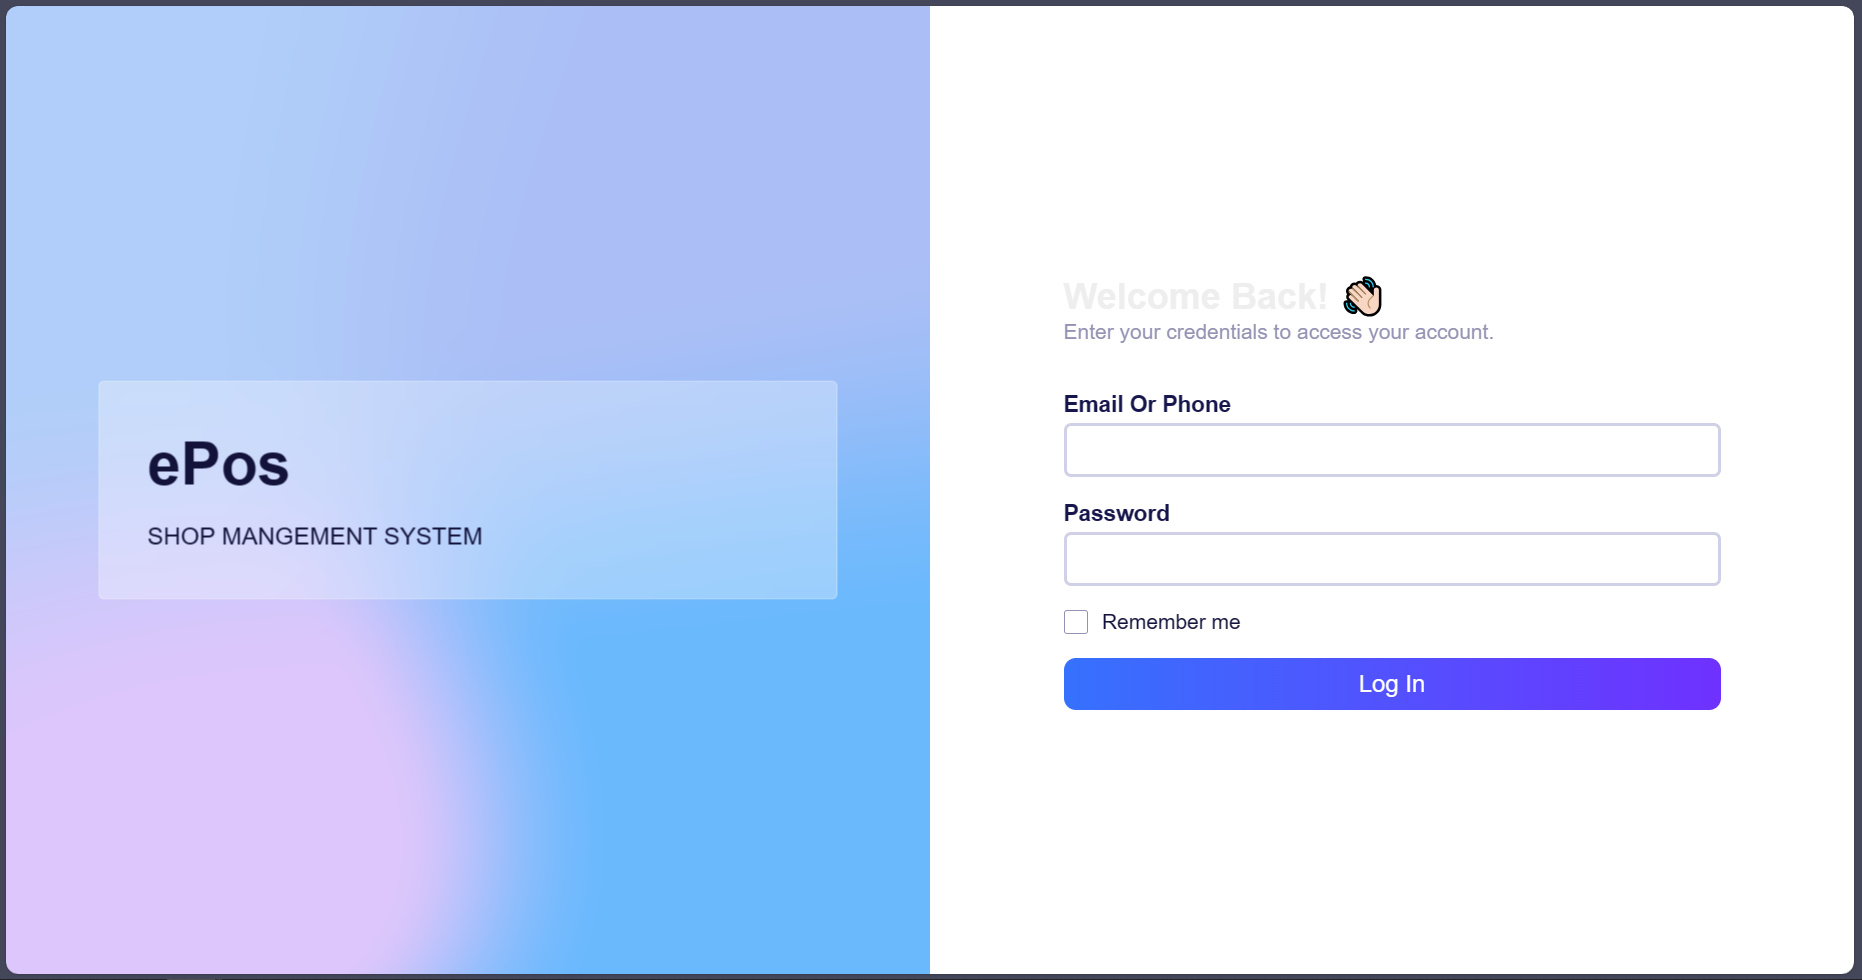 ePos
SHOP MANGEMENT SYSTEM
Welcome Back! 👋🏻
Enter your credentials to access your account.
Email Or Phone
Password
Remember me
Log In